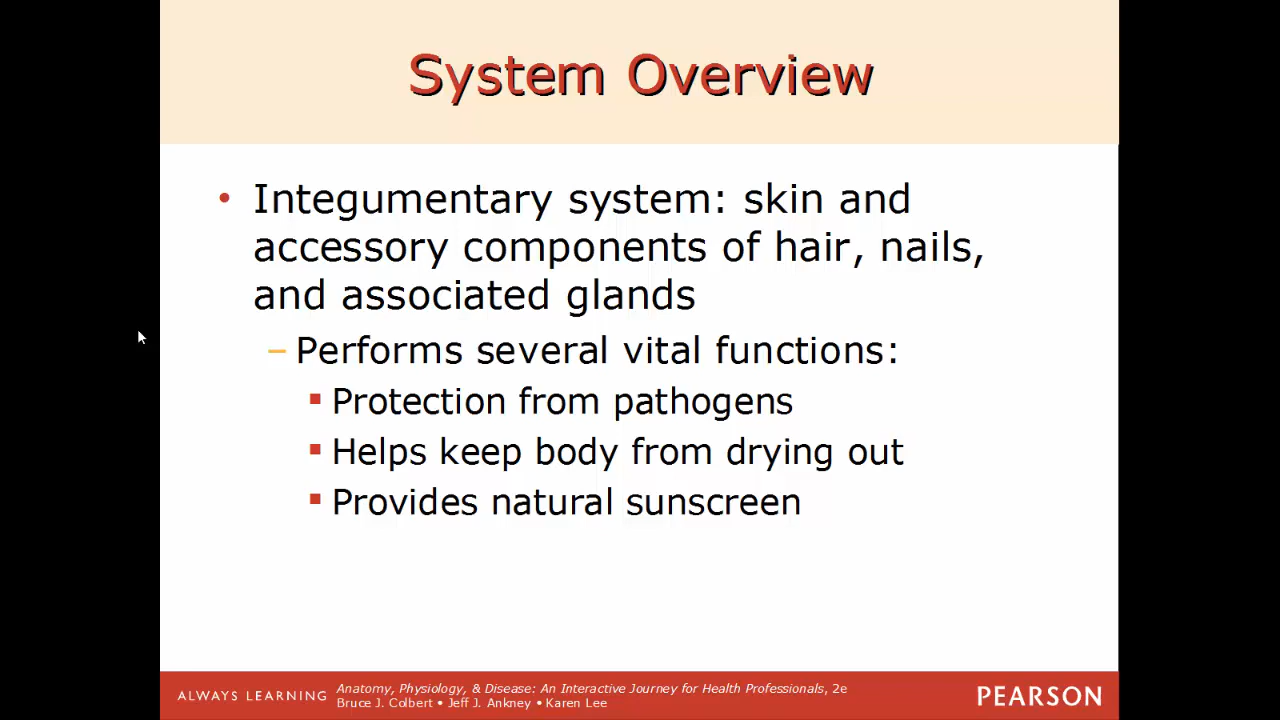 System Overview
• Integumentary system: skin and
accessory components of hair, nails,
and associated glands
– Performs several vital functions:
▪ Protection from pathogens
▪ Helps keep body from drying out
▪ Provides natural sunscreen
ALWAYS LEARNING
Anatomy, Physiology, & Disease: An Interactive Journey for Health Professionals, 2e
Bruce J. Colbert • Jeff J. Ankney • Karen Lee
PEARSON